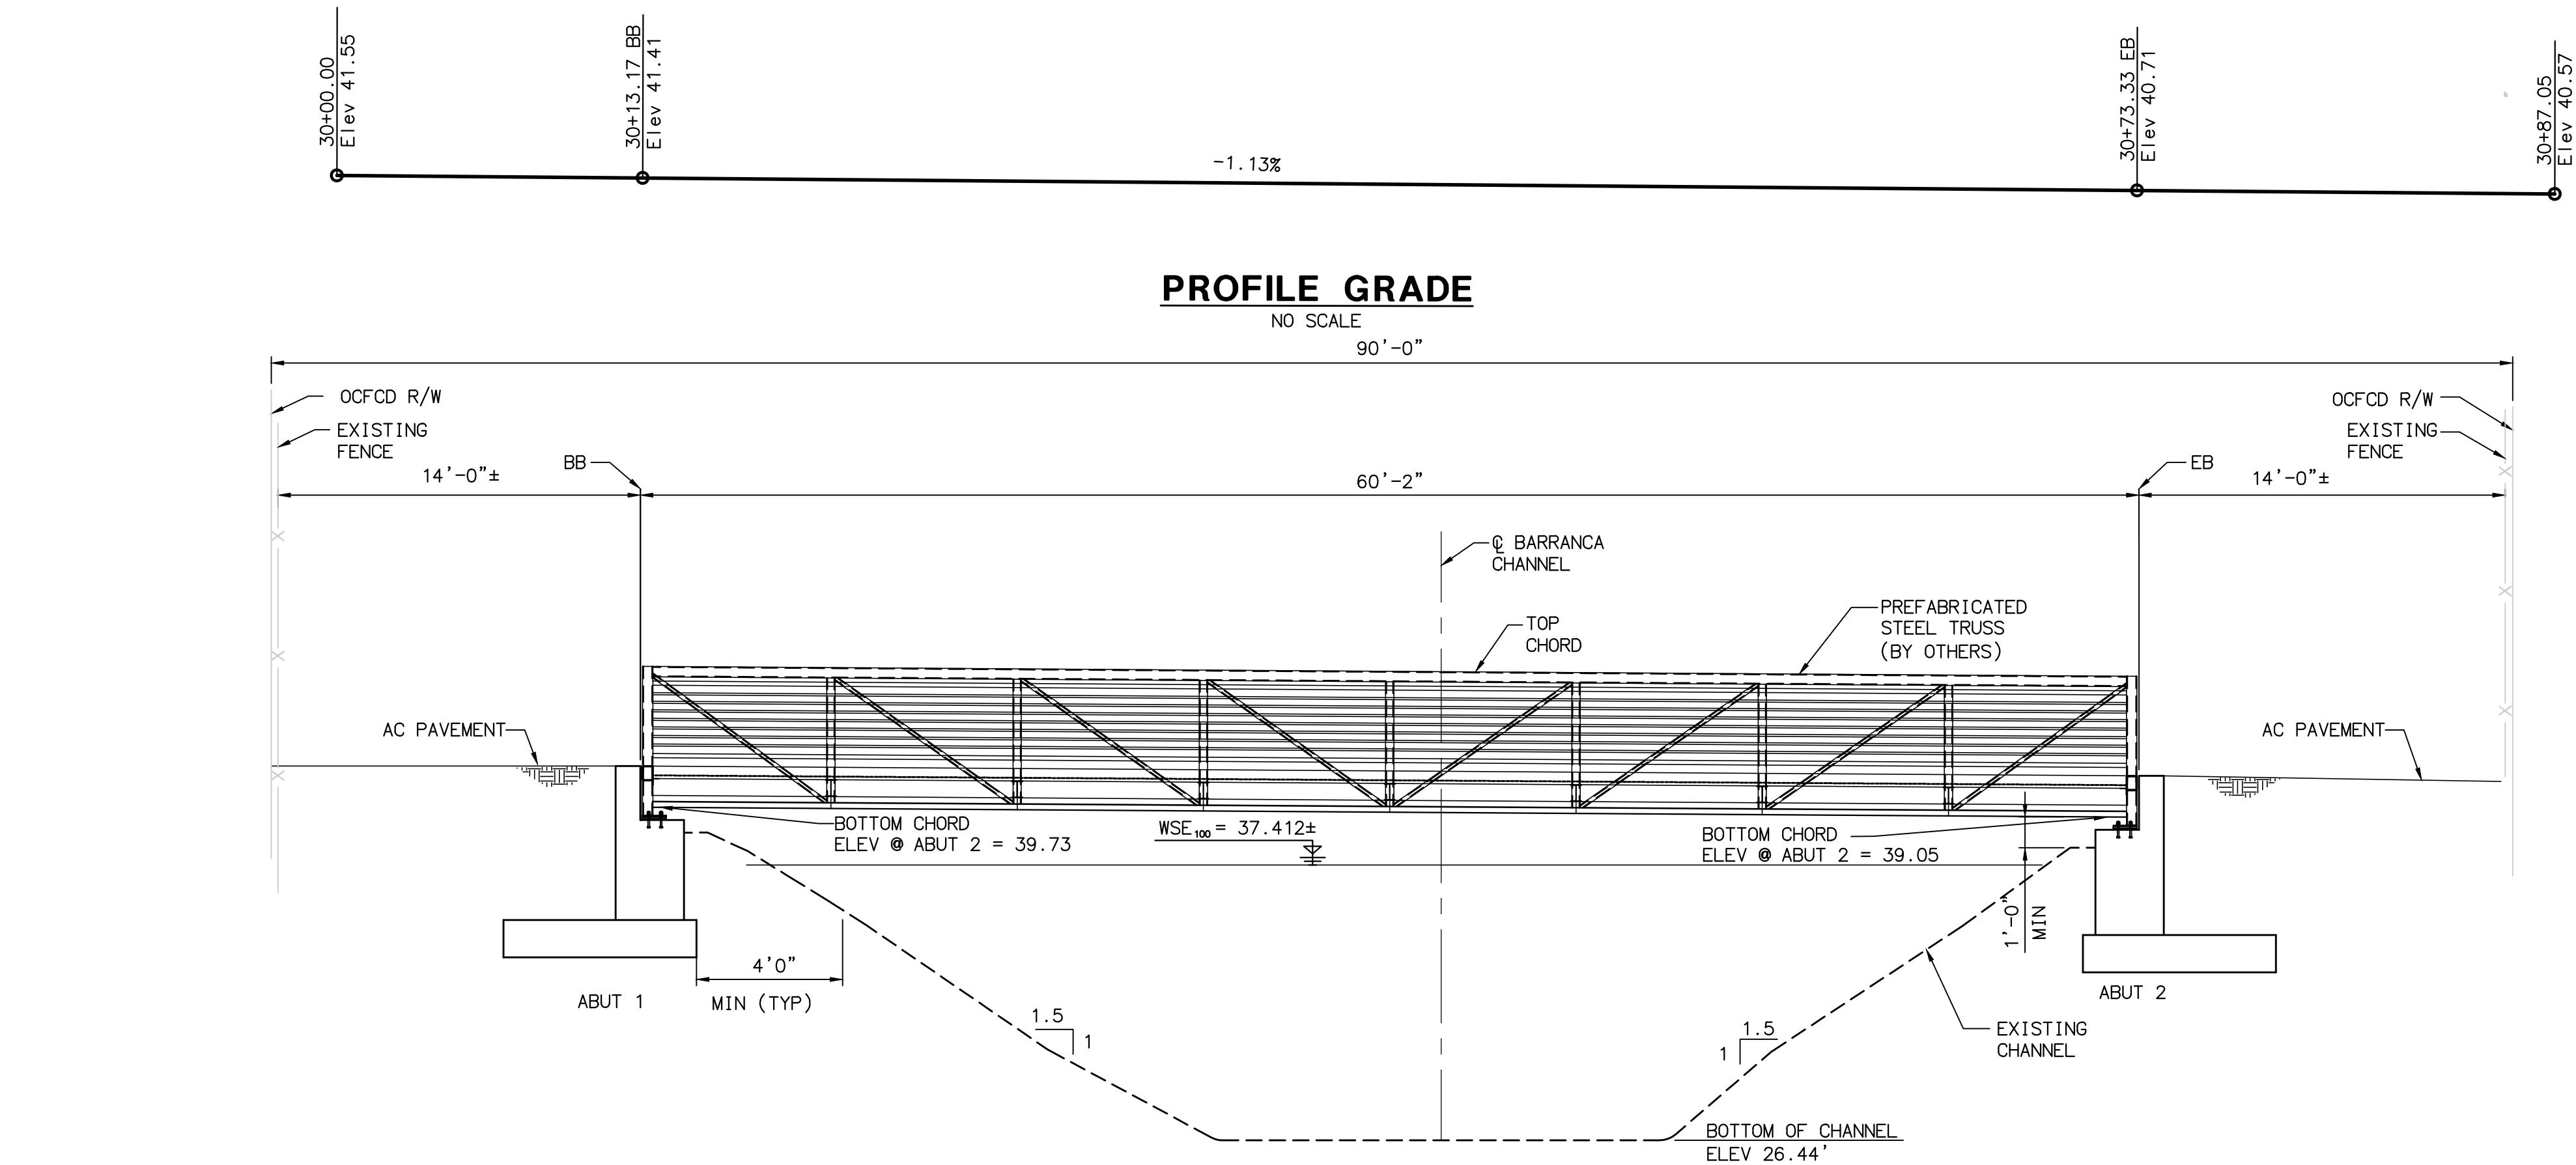 30+00.00
Elev 41.55
30+13.17 BB
Elev 41.41
-1.13%
30+73.33 EB
Elev 40.71
30+87.05
Elev 40.57
PROFILE GRADE
NO SCALE
90'-0"
OCFCD R/W
EXISTING
FENCE
OCFCD R/W
EXISTING
FENCE
14'-0"±
BB
60'-2"
EB
14'-0"±
℄ BARRANCA
CHANNEL
TOP
CHORD
PREFABRICATED
STEEL TRUSS
(BY OTHERS)
AC PAVEMENT
AC PAVEMENT
BOTTOM CHORD
ELEV @ ABUT 2 = 39.73
WSE₁₀₀ = 37.412±
BOTTOM CHORD
ELEV @ ABUT 2 = 39.05
1'-0"
MIN
4'0"
MIN (TYP)
ABUT 1
ABUT 2
1.5
1
1.5
1
EXISTING
CHANNEL
BOTTOM OF CHANNEL
ELEV 26.44'